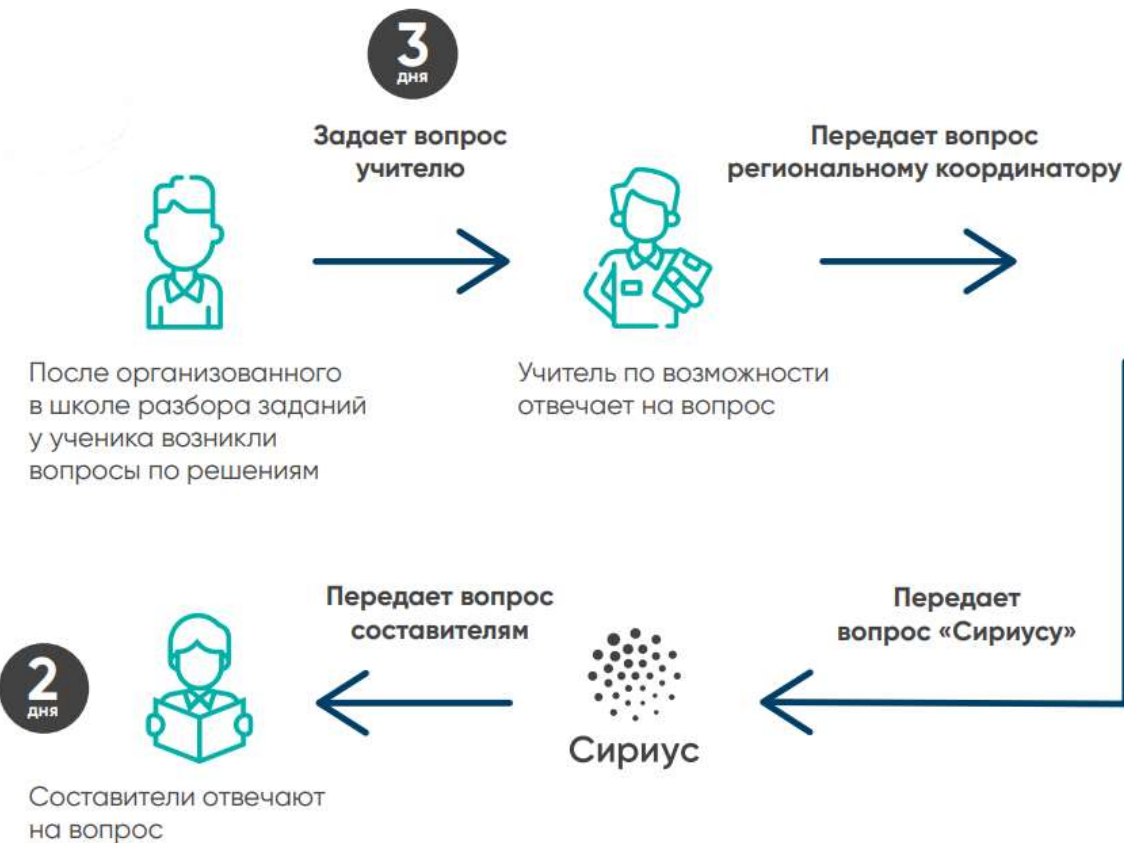 3
дня
Задает вопрос
учителю
Передает вопрос
региональному координатору
После организованного
в школе разбора заданий
у ученика возникли
вопросы по решениям
Учитель по возможности
отвечает на вопрос
Передает
вопрос «Сириусу»
Сириус
Передает вопрос
составителям
2
дня
Составители отвечают
на вопрос